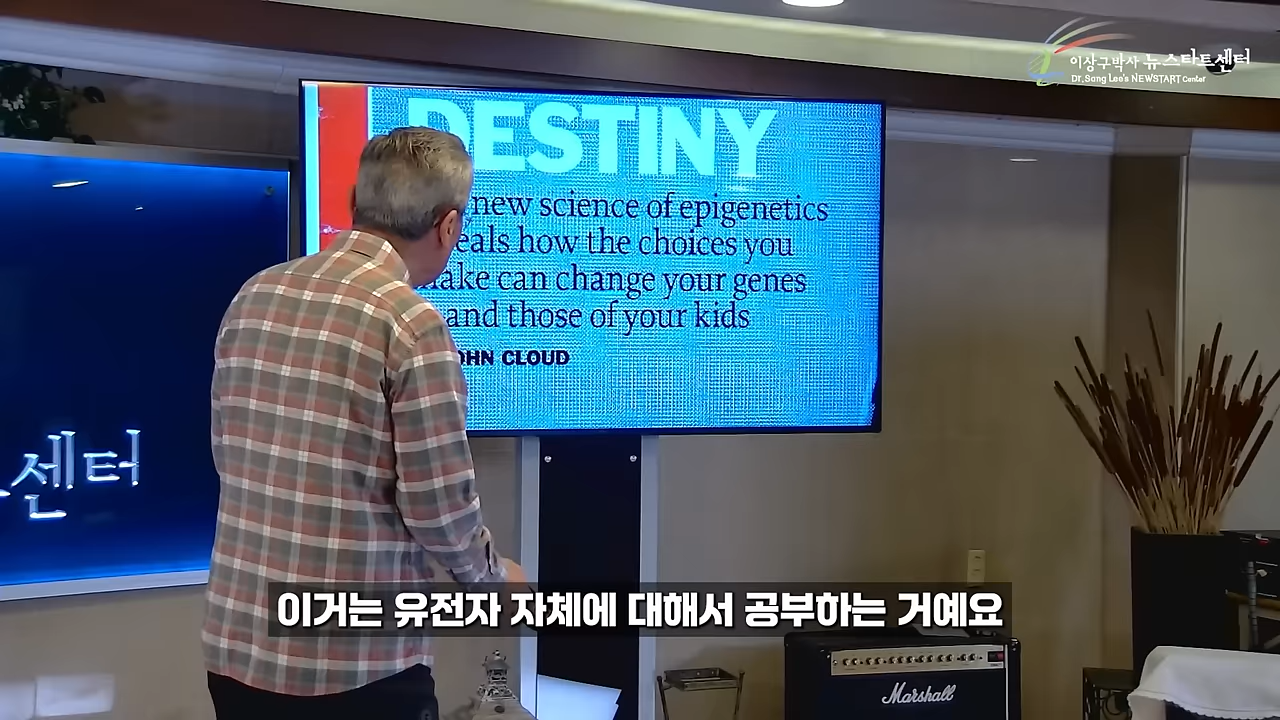 이상구박사 뉴스타트센터
Dr.Sang Lee's NEWSTART Center
DESTINY
new science of epigenetics
eals how the choices you
ake can change your genes
and those of your kids
OHN CLOUD
센터
이거는 유전자 자체에 대해서 공부하는 거예요
Marshall